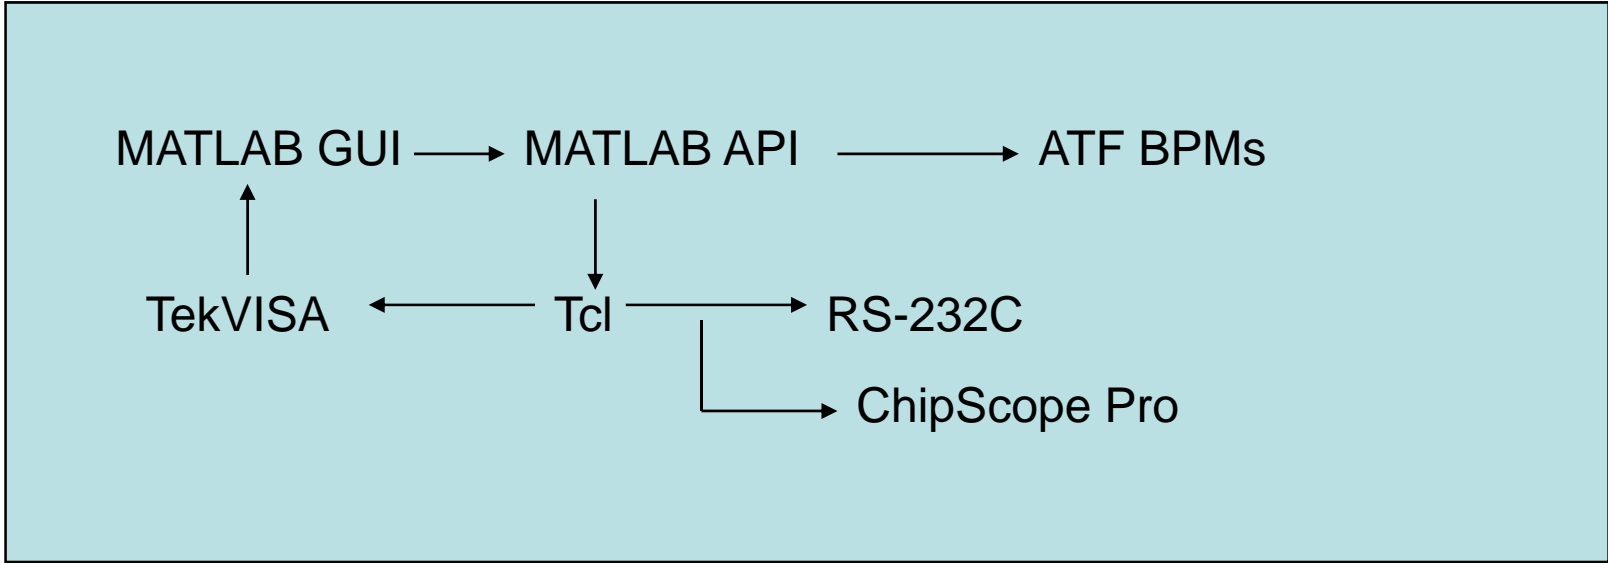 MATLAB GUI MATLAB API ATF BPMs
TekVISA Tcl RS-232C
ChipScope Pro